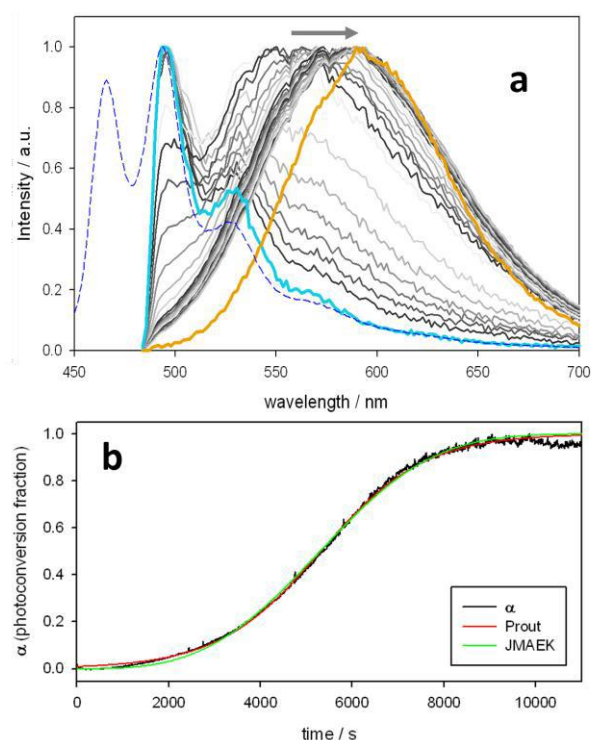 a
Intensity / a.u.
1.0
0.8
0.6
0.4
0.2
0.0
450 500 550 600 650 700
wavelength / nm
b
α (photoconversion fraction)
1.0
0.8
0.6
0.4
0.2
0.0
α
Prout
JMAEK
0 2000 4000 6000 8000 10000
time / s